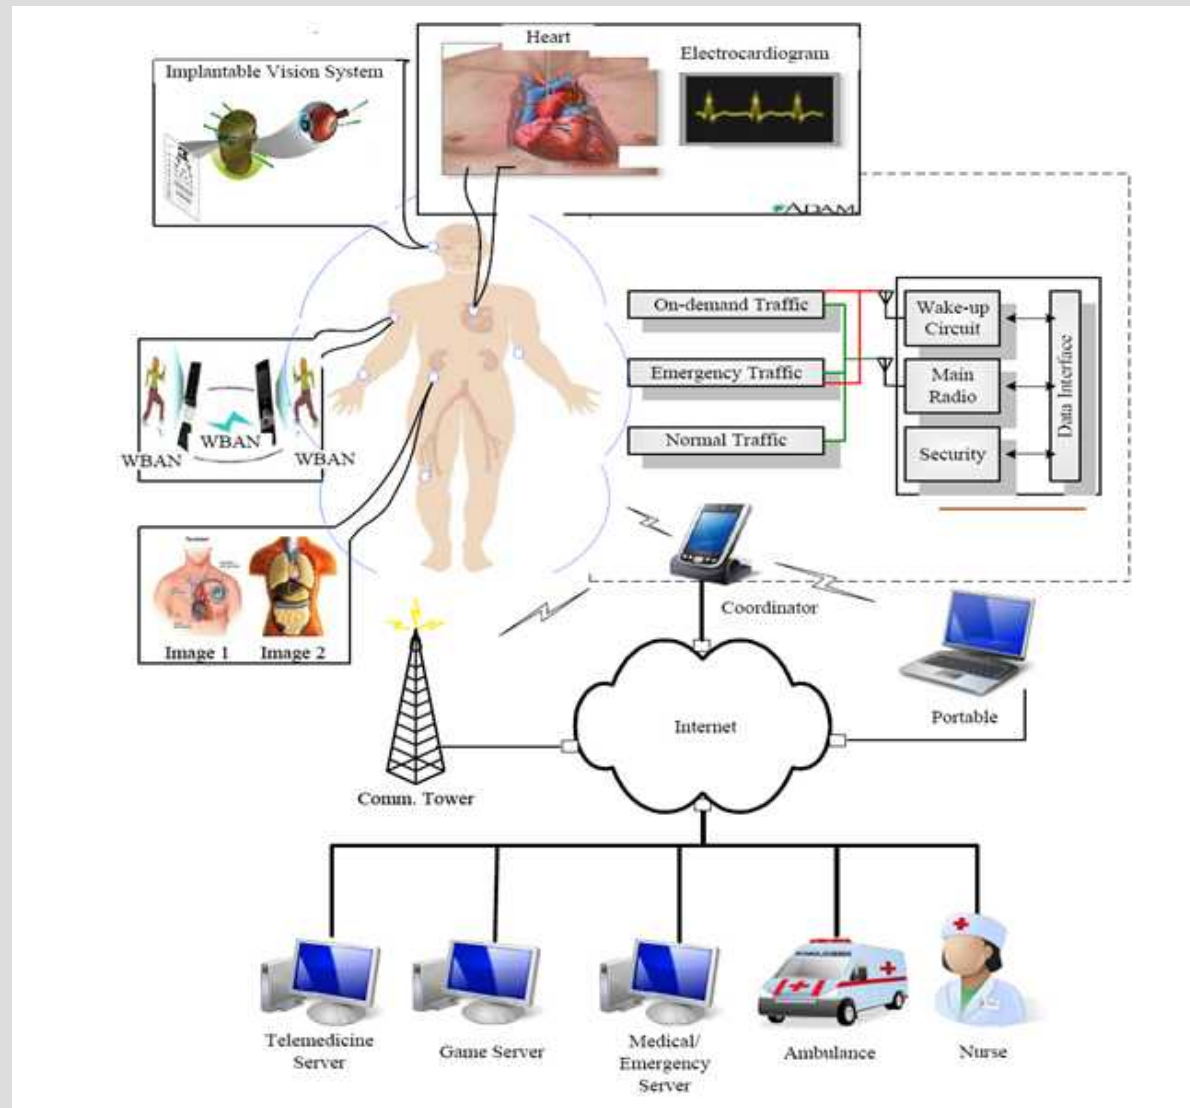 Heart
Electrocardiogram
Implantable Vision System
ADAM
On-demand Traffic
Emergency Traffic
Normal Traffic
Wake-up
Circuit
Main
Radio
Security
Data Interface
WBAN
WBAN
WBAN
Image 1
Image 2
Coordinator
Portable
Internet
Comm. Tower
Telemedicine
Server
Game Server
Medical/
Emergency
Server
Ambulance
Nurse